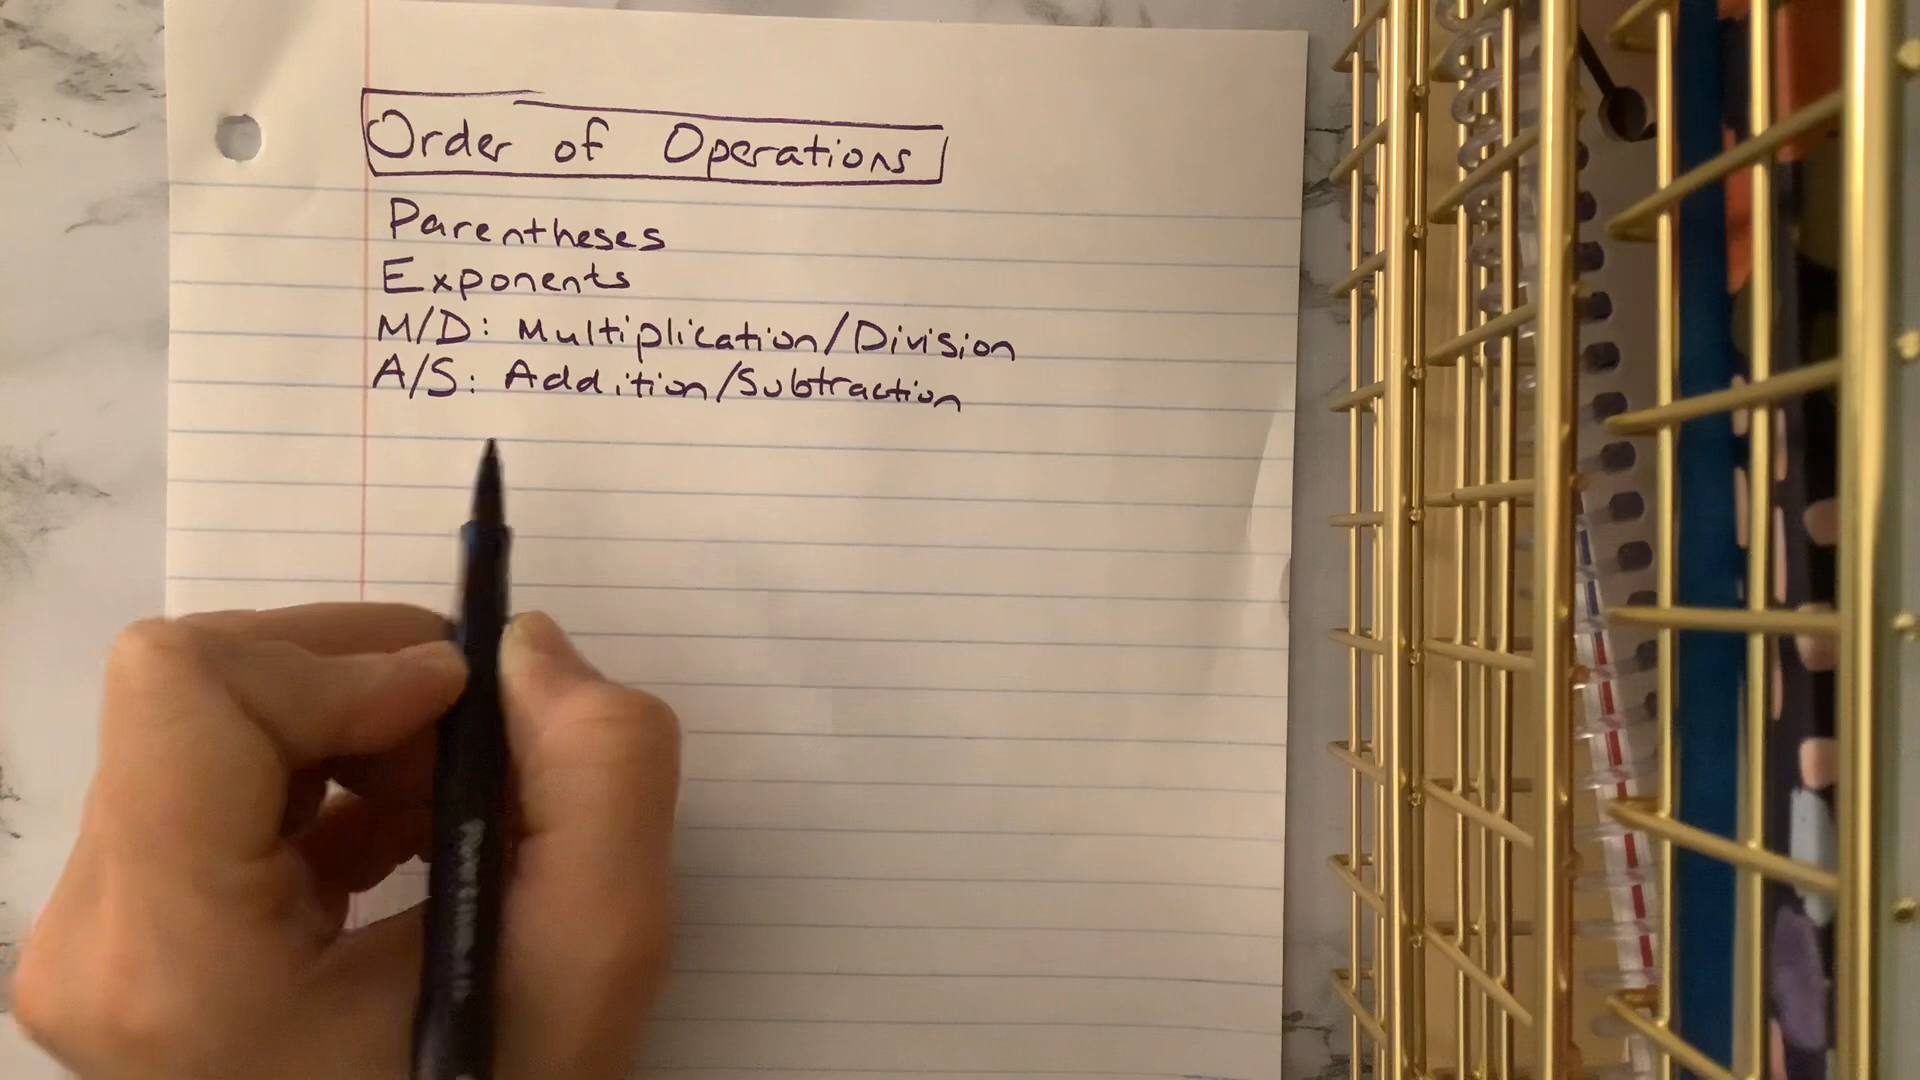 Order of Operations
Parentheses
Exponents
M/D: Multiplication/Division
A/S: Addition/Subtraction